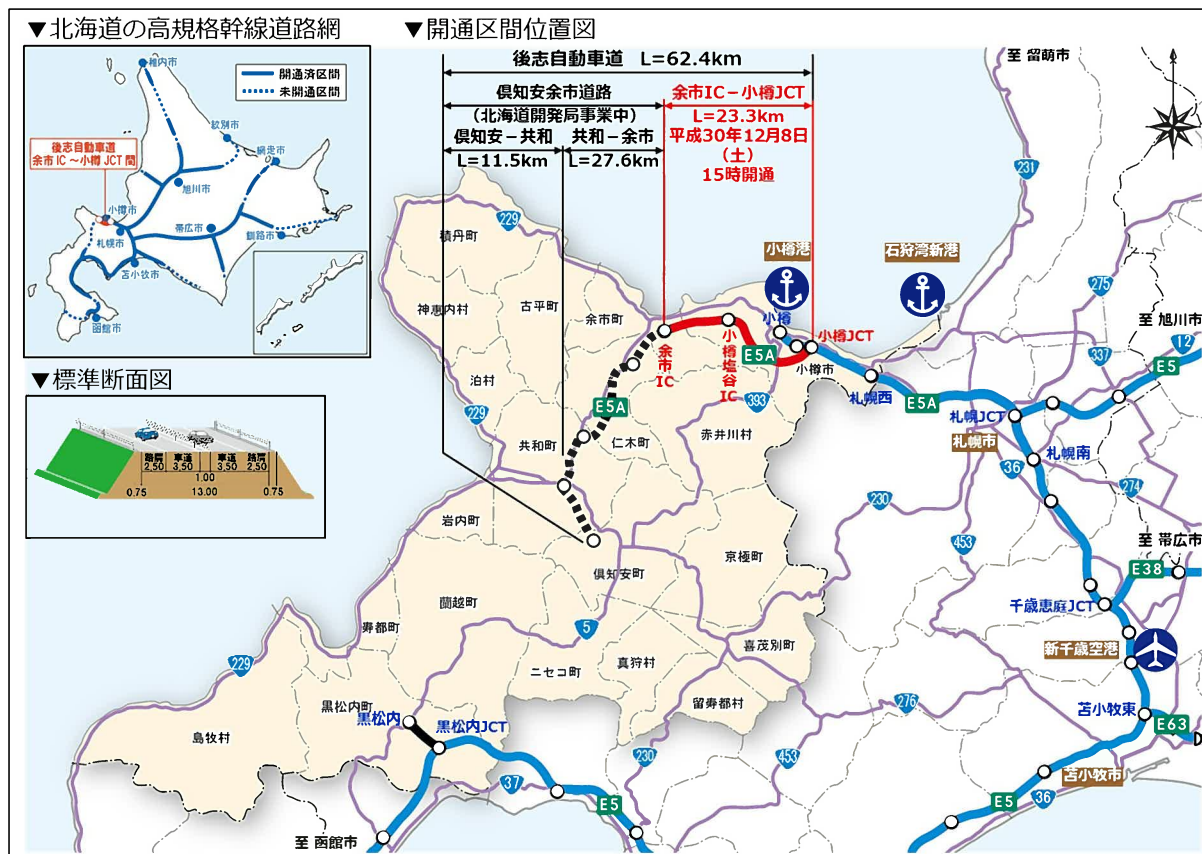 ▼北海道の高規格幹線道路網
開通済区間
未開通区間
稚内市
紋別市
網走市
後志自動車道
余市IC～小樽JCT間
旭川市
小樽市
札幌市
帯広市
釧路市
苫小牧市
函館市
▼標準断面図
路肩 車道 車道 路肩
2.50 3.50 3.50 2.50
1.00
0.75 13.00 0.75
▼開通区間位置図
後志自動車道 L=62.4km
倶知安余市道路
(北海道開発局事業中)
倶知安－共和
L=11.5km
共和－余市
L=27.6km
余市IC－小樽JCT
L=23.3km
平成30年12月8日
(土)
15時開通
至 留萌市
231
229
積丹町
小樽港
石狩湾新港
275
神恵内村
古平町
余市町
小樽
小樽JCT
至 旭川市
12
337
余市IC
小樽塩谷IC
E5A
小樽市
札幌西
E5A
E5
泊村
229
E5A
393
札幌JCT
共和町
仁木町
赤井川村
札幌市
36
札幌南
274
岩内町
230
453
京極町
至 帯広市
E38
倶知安町
蘭越町
千歳恵庭JCT
寿都町
5
喜茂別町
新千歳空港
229
ニセコ町
真狩村
留寿都村
276
黒松内町
黒松内
黒松内JCT
苫小牧東
E63
島牧村
230
453
苫小牧市
37
E5
E5
36
至 函館市